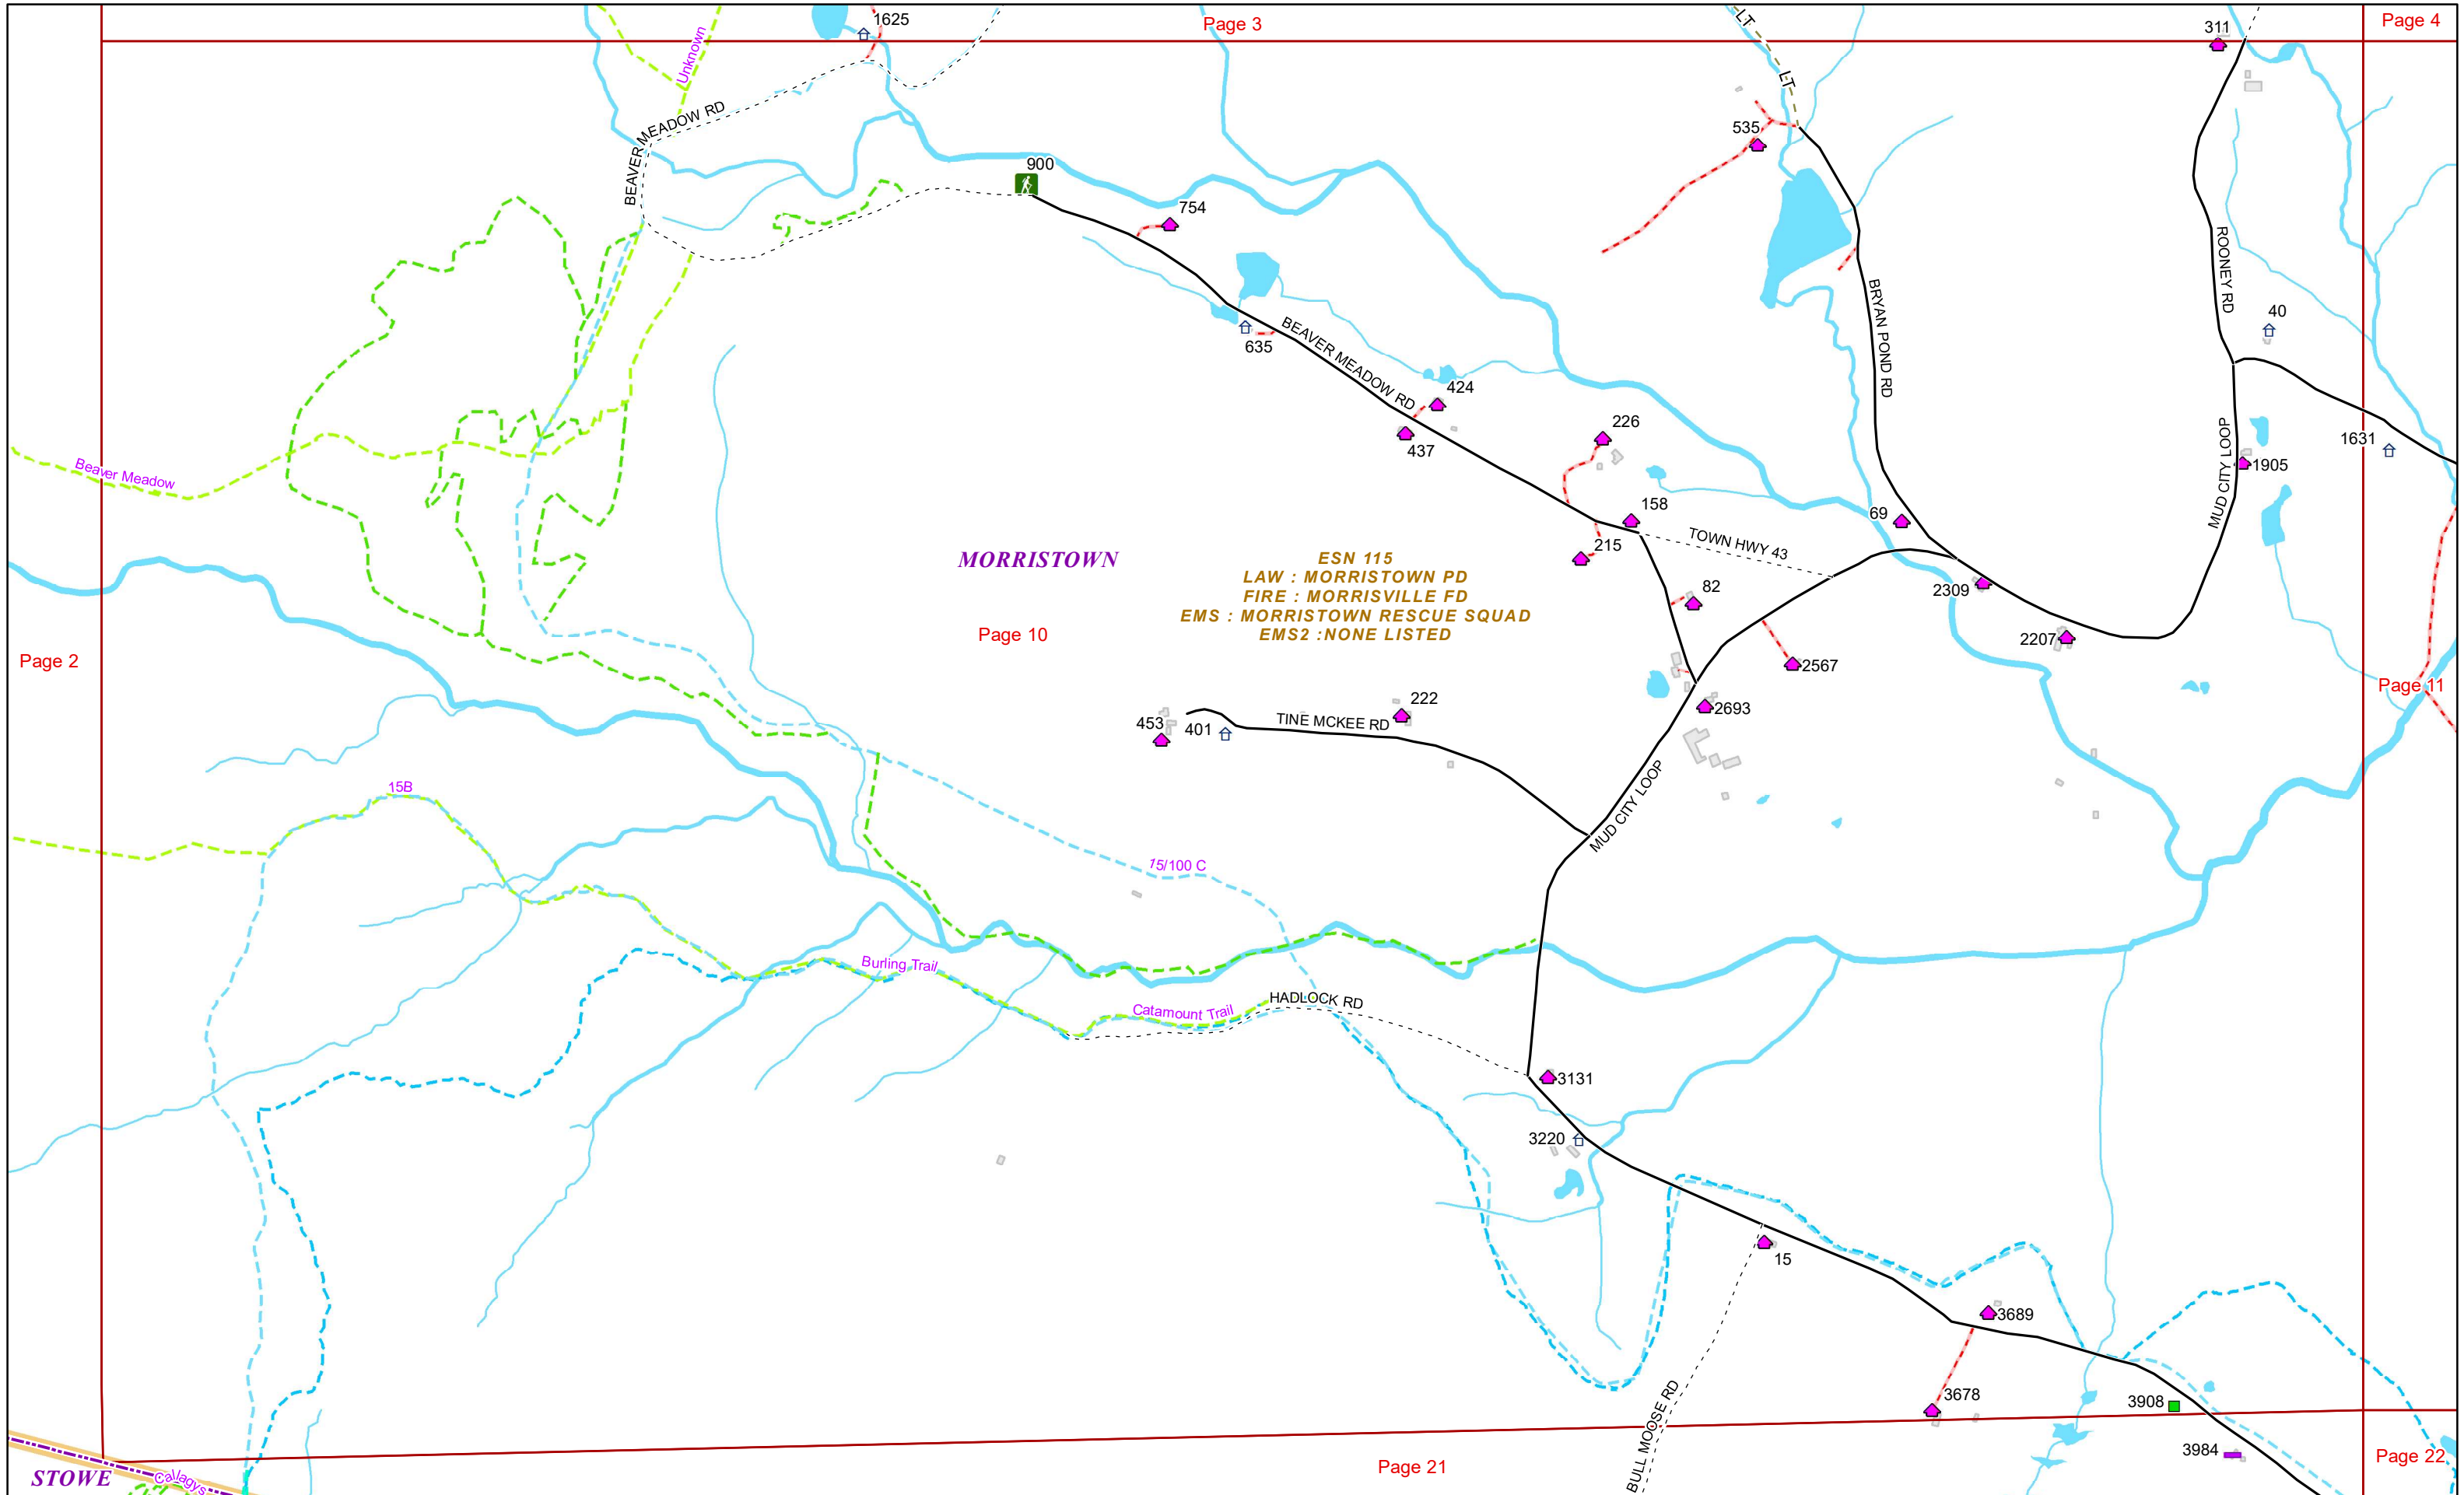 1625
Page 3
LT
311
Page 4
Unknown
LT
BEAVER MEADOW RD
535
900
754
ROONEY RD
40
BRYAN POND RD
635
BEAVER MEADOW RD
424
226
437
1631
MUD CITY LOOP
1905
Beaver Meadow
158
69
TOWN HWY 43
215
MORRISTOWN
ESN 115
LAW : MORRISTOWN PD
FIRE : MORRISVILLE FD
EMS : MORRISTOWN RESCUE SQUAD
EMS2 :NONE LISTED
82
2309
Page 10
2207
Page 2
2567
Page 11
222
2693
453
401
TINE MCKEE RD
15B
MUD CITY LOOP
15/100 C
Burling Trail
HADLOCK RD
Catamount Trail
3131
3220
15
3689
3678
3908
BULL MOOSE RD
3984
Page 22
Page 21
STOWE